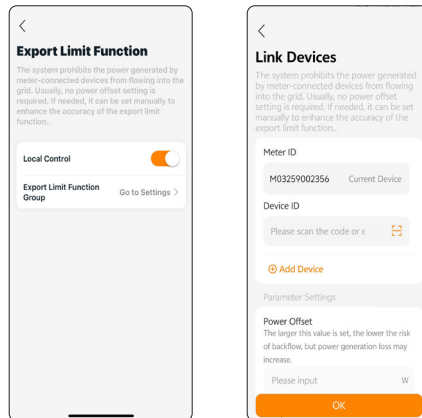 Export Limit Function
The system prohibits the power generated by
meter-connected devices from flowing into the
grid. Usually, no power offset setting is
required. If needed, it can be set manually to
enhance the accuracy of the export limit
function..
Local Control
Export Limit Function
Group
Go to Settings >
Link Devices
The system prohibits the power generated
by meter-connected devices from flowing
into the grid. Usually, no power offset
setting is required. If needed, it can be set
manually to enhance the accuracy of the
export limit function..
Meter ID
M03259002356 Current Device
Device ID
Please scan the code or e
Add Device
Parameter Settings
Power Offset
The larger this value is set, the lower the risk
of backflow, but power generation loss may
increase.
Please input W
OK